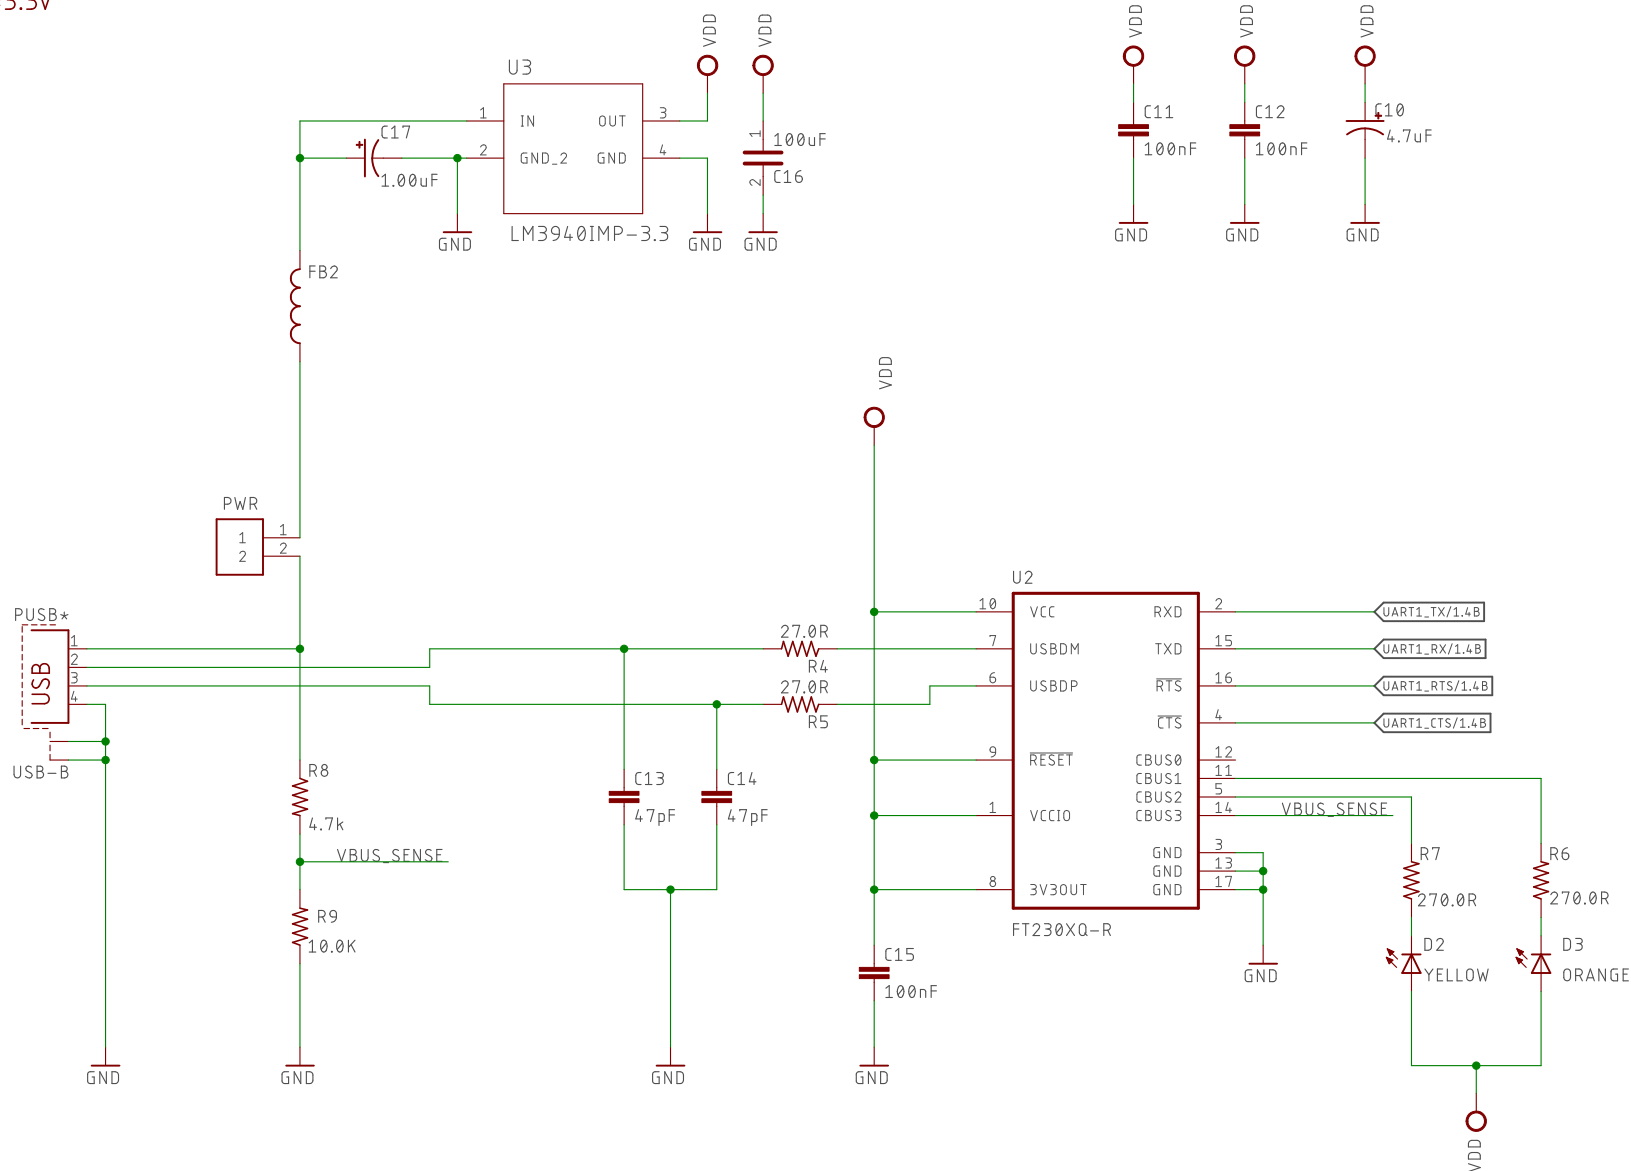 -3.3V
U3
VDD
VDD
VDD
VDD
VDD
1
IN
OUT
3
2
GND_2
GND
4
LM3940IMP-3.3
C17
1.00uF
GND
GND
1
100uF
2
C16
GND
C11
100nF
GND
C12
100nF
GND
C10
4.7uF
GND
FB2
VDD
PWR
1
1
2
2
PUSB*
USB
1
2
3
4
USB-B
GND
R8
4.7k
VBUS_SENSE
R9
10.0K
GND
27.0R
R4
27.0R
R5
C13
47pF
C14
47pF
GND
C15
100nF
GND
U2
10
VCC
RXD
2
UART1_TX/1.4B
7
USBDM
TXD
15
UART1_RX/1.4B
6
USBDP
RTS
16
UART1_RTS/1.4B
CTS
4
UART1_CTS/1.4B
9
RESET
CBUS0
12
CBUS1
11
CBUS2
5
1
VCCIO
CBUS3
14
VBUS_SENSE
GND
3
GND
13
8
3V3OUT
GND
17
FT230XQ-R
GND
R7
270.0R
R6
270.0R
D2
YELLOW
D3
ORANGE
VDD